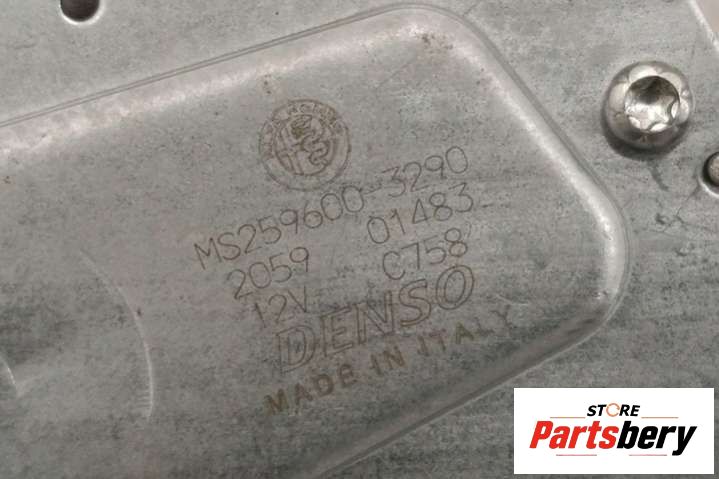 MS259600-3290
2059 01483
12V C758
DENSO
MADE IN ITALY
STORE
Partsbery